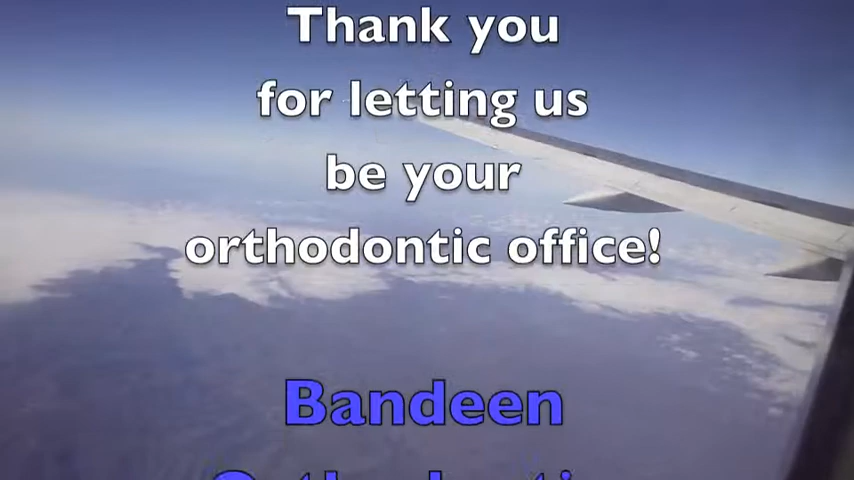 Thank you
for letting us
be your
orthodontic office!
Bandeen